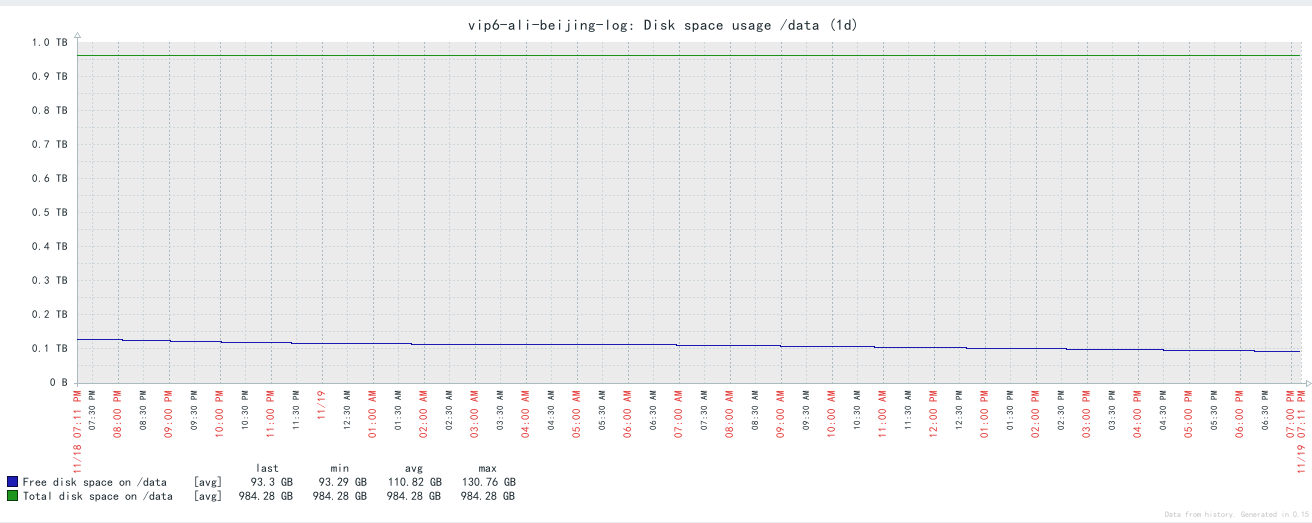 vip6-ali-beijing-log: Disk space usage /data (1d)
1.0 TB
0.9 TB
0.8 TB
0.7 TB
0.6 TB
0.5 TB
0.4 TB
0.3 TB
0.2 TB
0.1 TB
0 B
11/18 07:11 PM
07:30 PM
08:00 PM
08:30 PM
09:00 PM
09:30 PM
10:00 PM
10:30 PM
11:00 PM
11:30 PM
11/19
12:30 AM
01:00 AM
01:30 AM
02:00 AM
02:30 AM
03:00 AM
03:30 AM
04:00 AM
04:30 AM
05:00 AM
05:30 AM
06:00 AM
06:30 AM
07:00 AM
07:30 AM
08:00 AM
08:30 AM
09:00 AM
09:30 AM
10:00 AM
10:30 AM
11:00 AM
11:30 AM
12:00 PM
12:30 PM
01:00 PM
01:30 PM
02:00 PM
02:30 PM
03:00 PM
03:30 PM
04:00 PM
04:30 PM
05:00 PM
05:30 PM
06:00 PM
06:30 PM
07:00 PM
11/19 07:11 PM
last min avg max
Free disk space on /data [avg] 93.3 GB 93.29 GB 110.82 GB 130.76 GB
Total disk space on /data [avg] 984.28 GB 984.28 GB 984.28 GB 984.28 GB
Data from history. Generated in 0.15